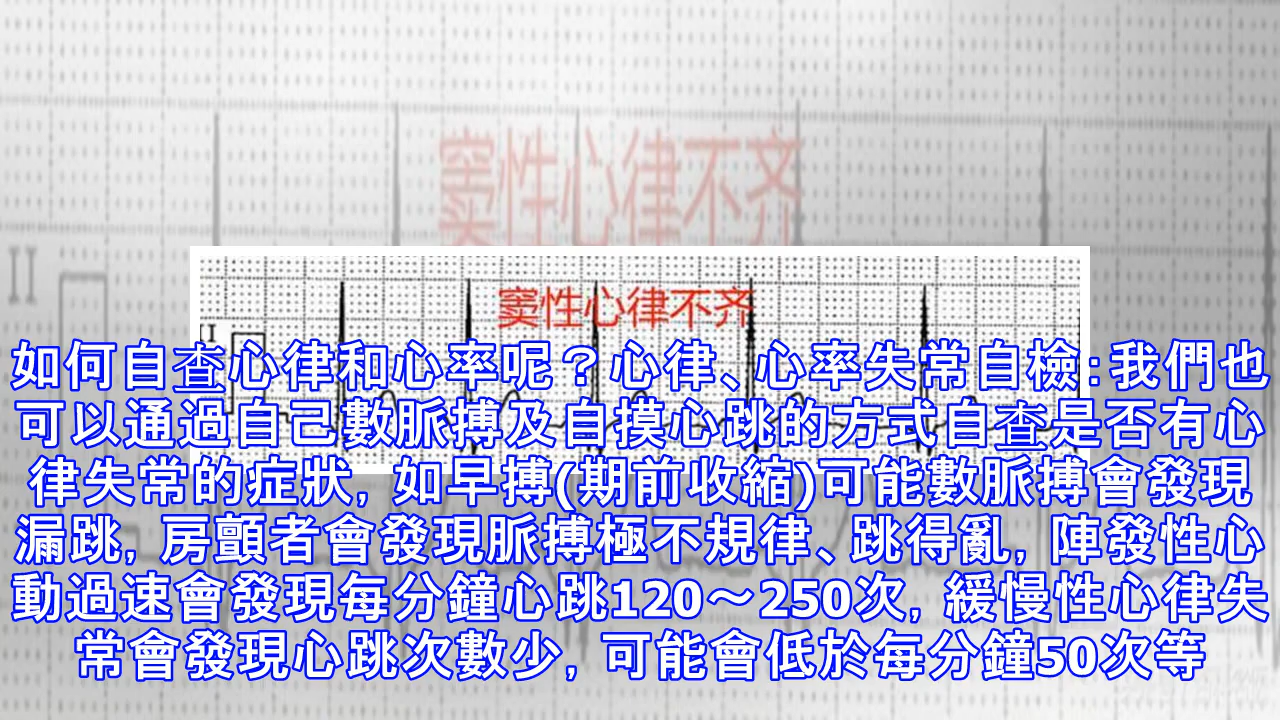 窦性心律不齐
II
窦性心律不齐
如何自查心律和心率呢？心律、心率失常自檢：我們也
可以通過自己數脈搏及自摸心跳的方式自查是否有心
律失常的症狀，如早搏(期前收縮)可能數脈搏會發現
漏跳，房顫者會發現脈搏極不規律、跳得亂，陣發性心
動過速會發現每分鐘心跳120～250次，緩慢性心律失
常會發現心跳次數少，可能會低於每分鐘50次等